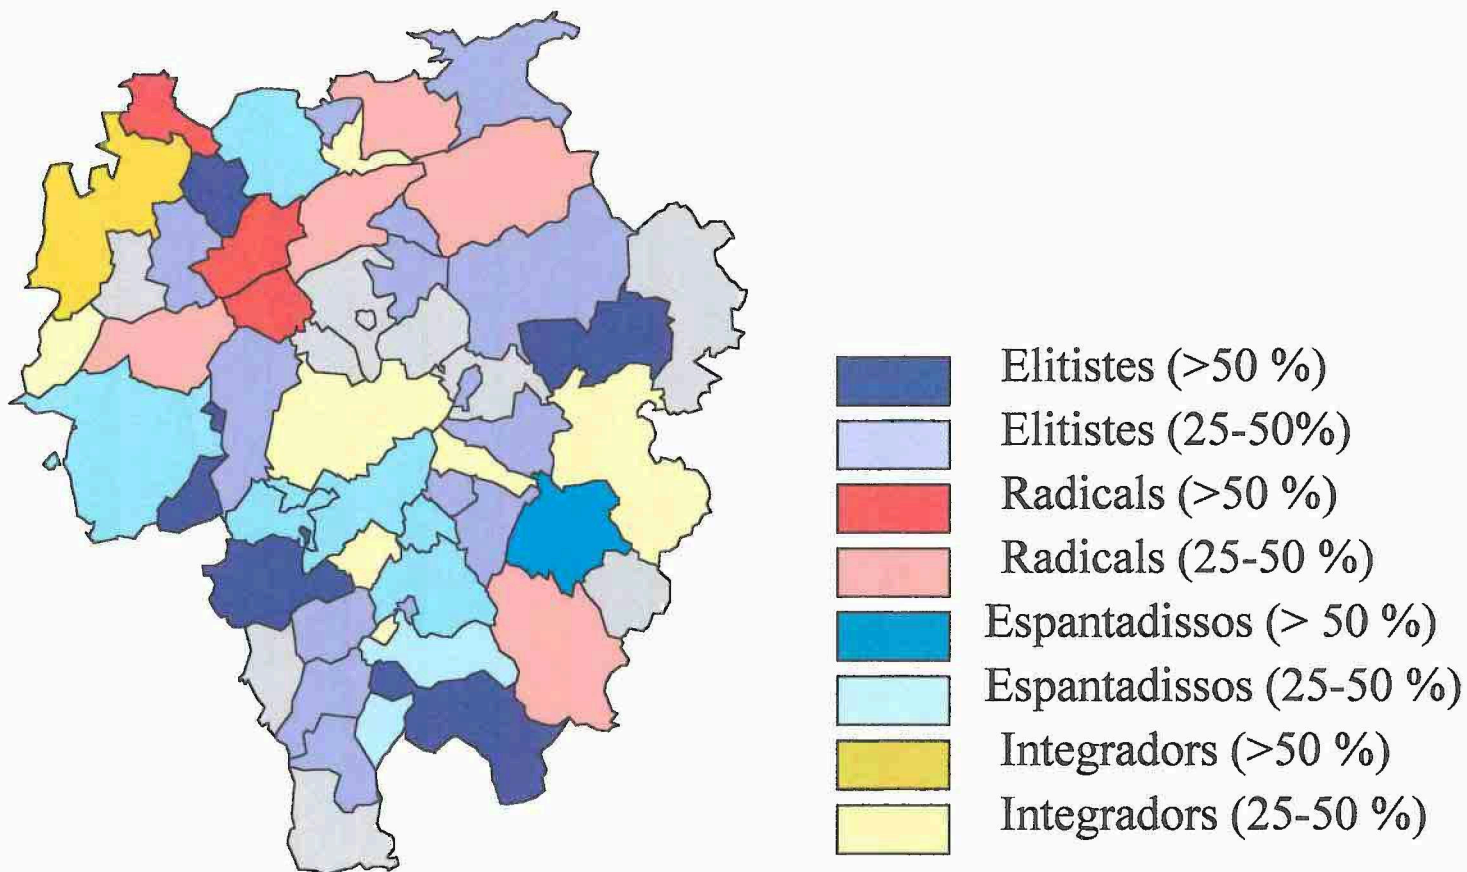 Elitistes (>50 %)
Elitistes (25-50%)
Radicals (>50 %)
Radicals (25-50 %)
Espantadissos (> 50 %)
Espantadissos (25-50 %)
Integradors (>50 %)
Integradors (25-50 %)